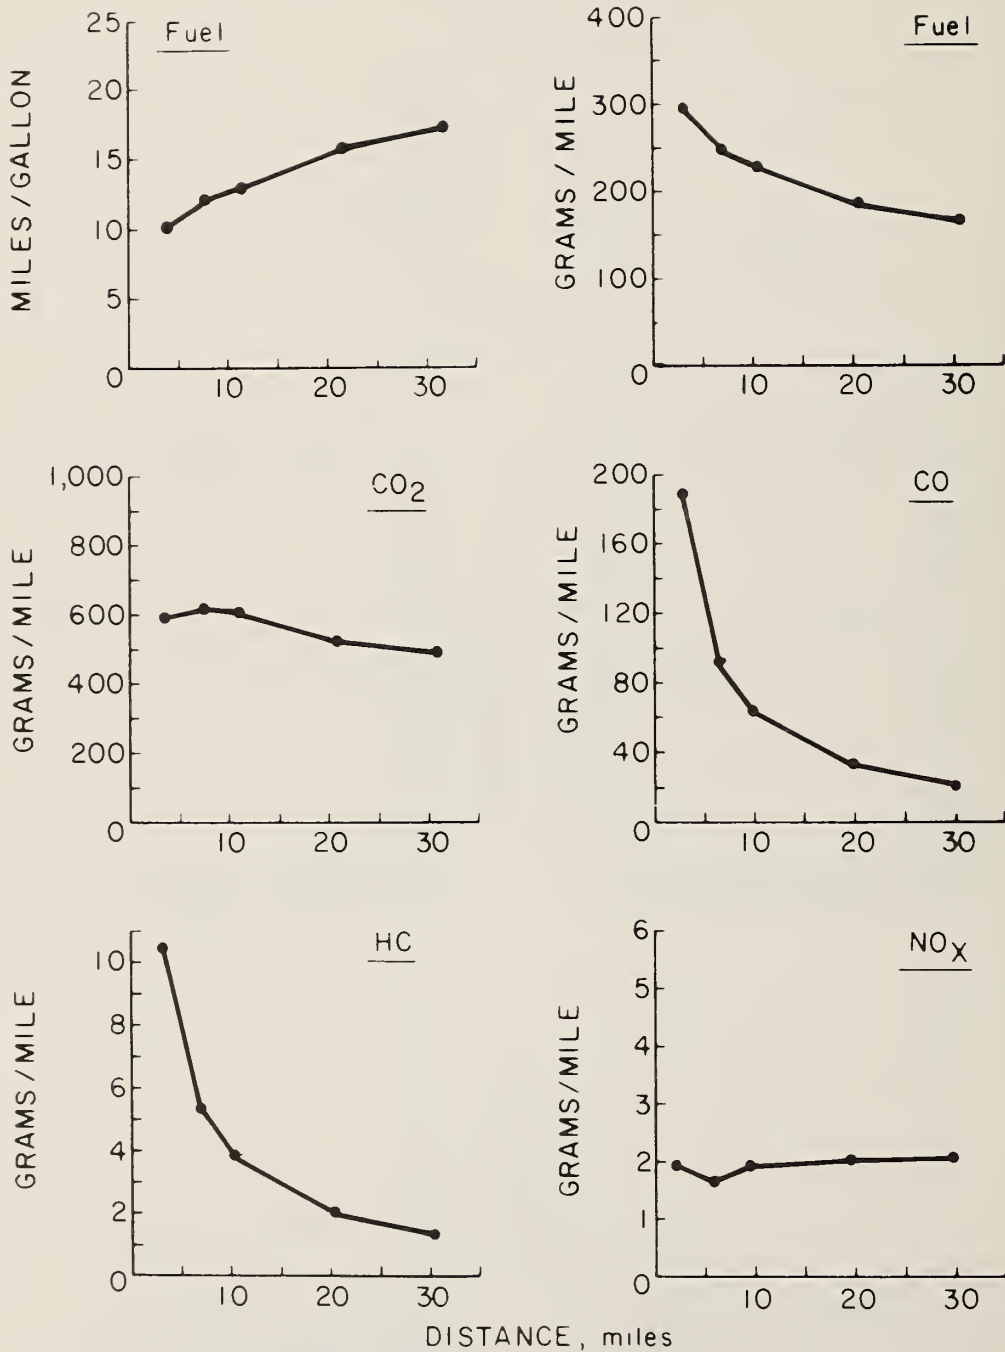 Fuel
MILES/GALLON
25
20
15
10
5
0
10 20 30
Fuel
GRAMS/MILE
400
300
200
100
0
10 20 30
CO2
GRAMS/MILE
1,000
800
600
400
200
0
10 20 30
CO
GRAMS/MILE
200
160
120
80
40
0
10 20 30
HC
GRAMS/MILE
10
8
6
4
2
0
10 20 30
NOX
GRAMS/MILE
6
5
4
3
2
1
0
10 20 30
DISTANCE, miles